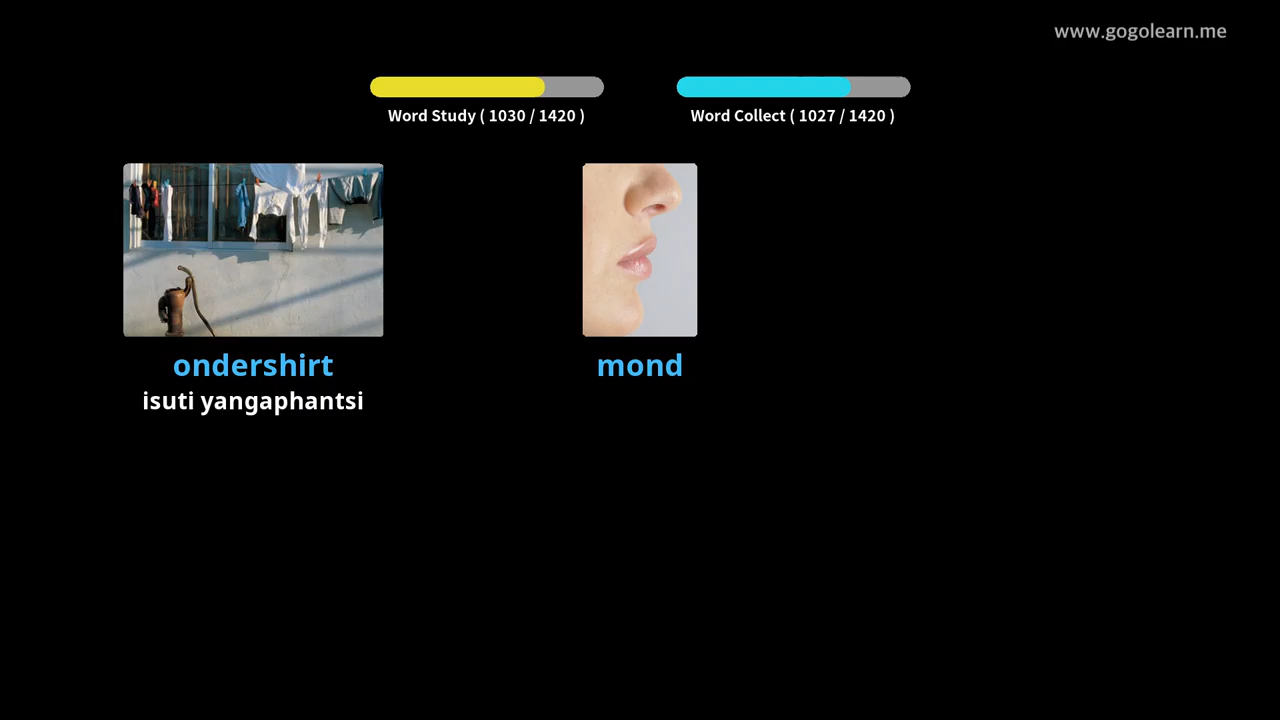 www.gogolearn.me
Word Study ( 1030 / 1420 )
Word Collect ( 1027 / 1420 )
ondershirt
isuti yangaphantsi
mond